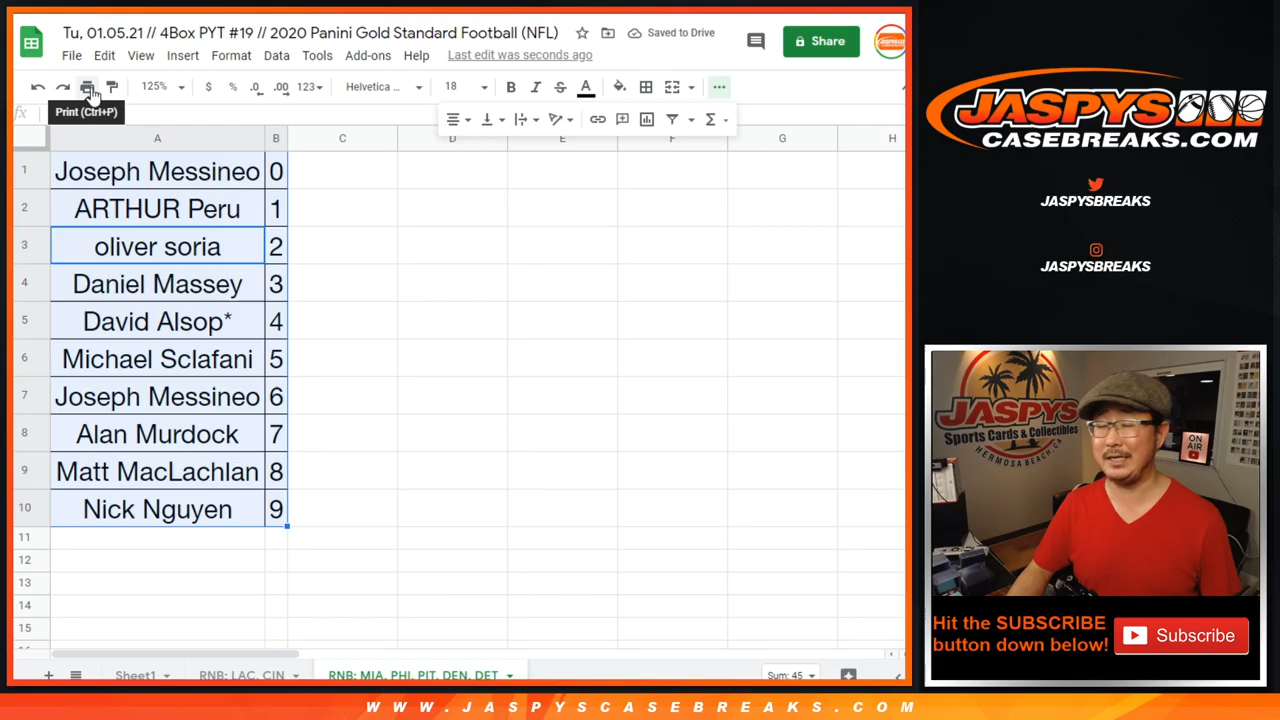 Tu, 01.05.21 // 4Box PYT #19 // 2020 Panini Gold Standard Football (NFL)
Saved to Drive
File Edit View Insert Format Data Tools Add-ons Help Last edit was seconds ago
Share
125% $ % .0 .00 123 Helvetica ... 18 B I S A
Print (Ctrl+P)
fx
A B C D E F G H
1 Joseph Messineo 0
2 ARTHUR Peru 1
3 oliver soria 2
4 Daniel Massey 3
5 David Alsop* 4
6 Michael Sclafani 5
7 Joseph Messineo 6
8 Alan Murdock 7
9 Matt MacLachlan 8
10 Nick Nguyen 9
11
12
13
14
15
Sheet1 RNB: LAC, CIN RNB: MIA, PHI, PIT, DEN, DET Sum: 45
JASPYS
CASEBREAKS.COM
JASPYSBREAKS
JASPYSBREAKS
JASPYS
Sports Cards & Collectibles
HERMOSA BEACH, CA
ON AIR
Hit the SUBSCRIBE
button down below!
Subscribe
WWW.JASPYSCASEBREAKS.COM